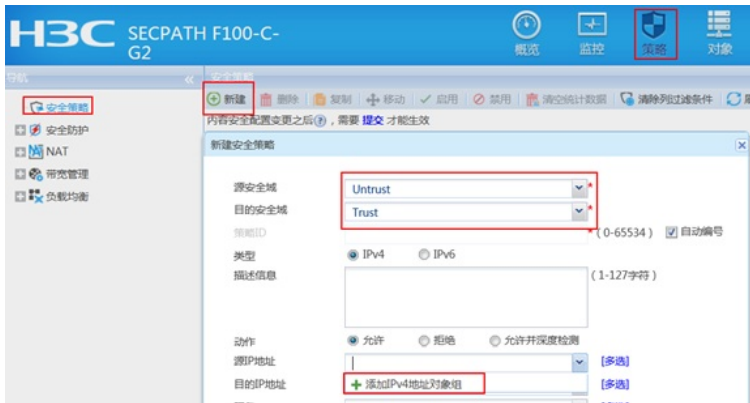 H3C SECPATH F100-C-G2
概览 监控 策略 对象
导航 « 安全策略
新建 删除 复制 移动 启用 禁用 清空统计数据 清除列过滤条件
内容安全配置变更之后，需要 提交 才能生效
安全策略
安全防护
NAT
带宽管理
负载均衡
新建安全策略
源安全域 Untrust *
目的安全域 Trust *
策略ID * (0-65534) 自动编号
类型 IPv4 IPv6
描述信息 (1-127字符)
动作 允许 拒绝 允许并深度检测
源IP地址 [多选]
目的IP地址 添加IPv4地址对象组 [多选]